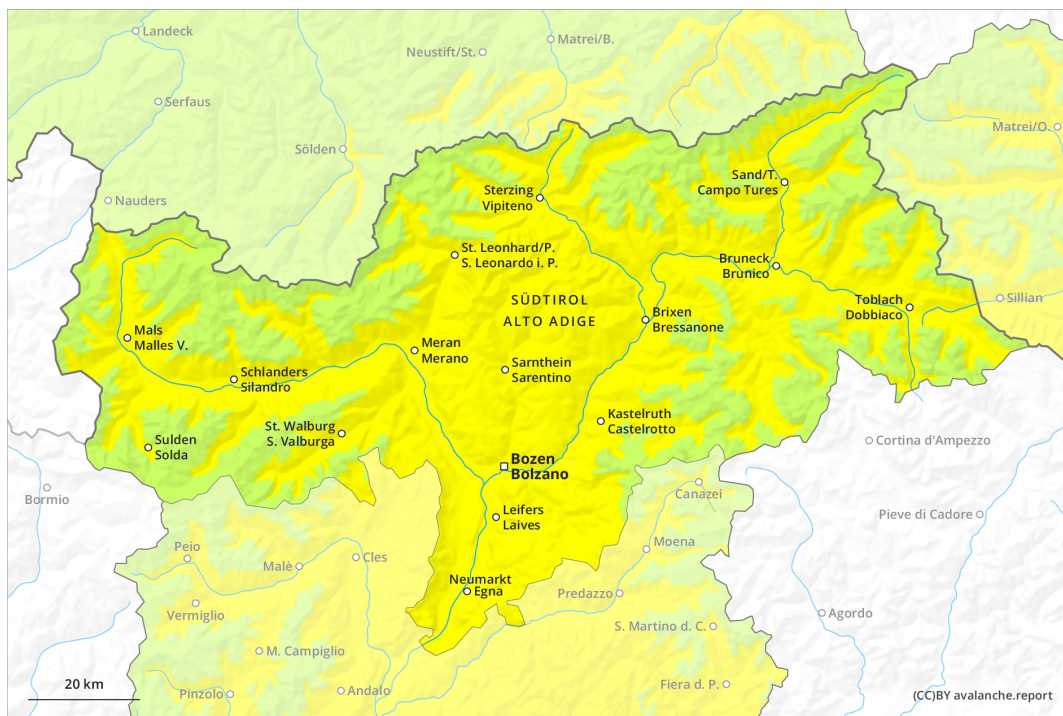 Landeck
Matrei/B.
Neustift/St.
Serfaus
Matrei/O.
Sölden
Sand/T.
Campo Tures
Sterzing
Vipiteno
Nauders
St. Leonhard/P.
S. Leonardo i. P.
Bruneck
Brunico
SÜDTIROL
ALTO ADIGE
Toblach
Dobbiaco
Sillian
Brixen
Bressanone
Mals
Malles V.
Meran
Merano
Schlanders
Silandro
Sarnthein
Sarentino
Kastelruth
Castelrotto
St. Walburg
S. Valburga
Sulden
Solda
Cortina d'Ampezzo
Bozen
Bolzano
Bormio
Canazei
Leifers
Laives
Pieve di Cadore
Peio
Cles
Moena
Malè
Neumarkt
Egna
Predazzo
Vermiglio
Agordo
S. Martino d. C.
M. Campiglio
20 km
Pinzolo
Andalo
Fiera d. P.
(CC)BY avalanche.report